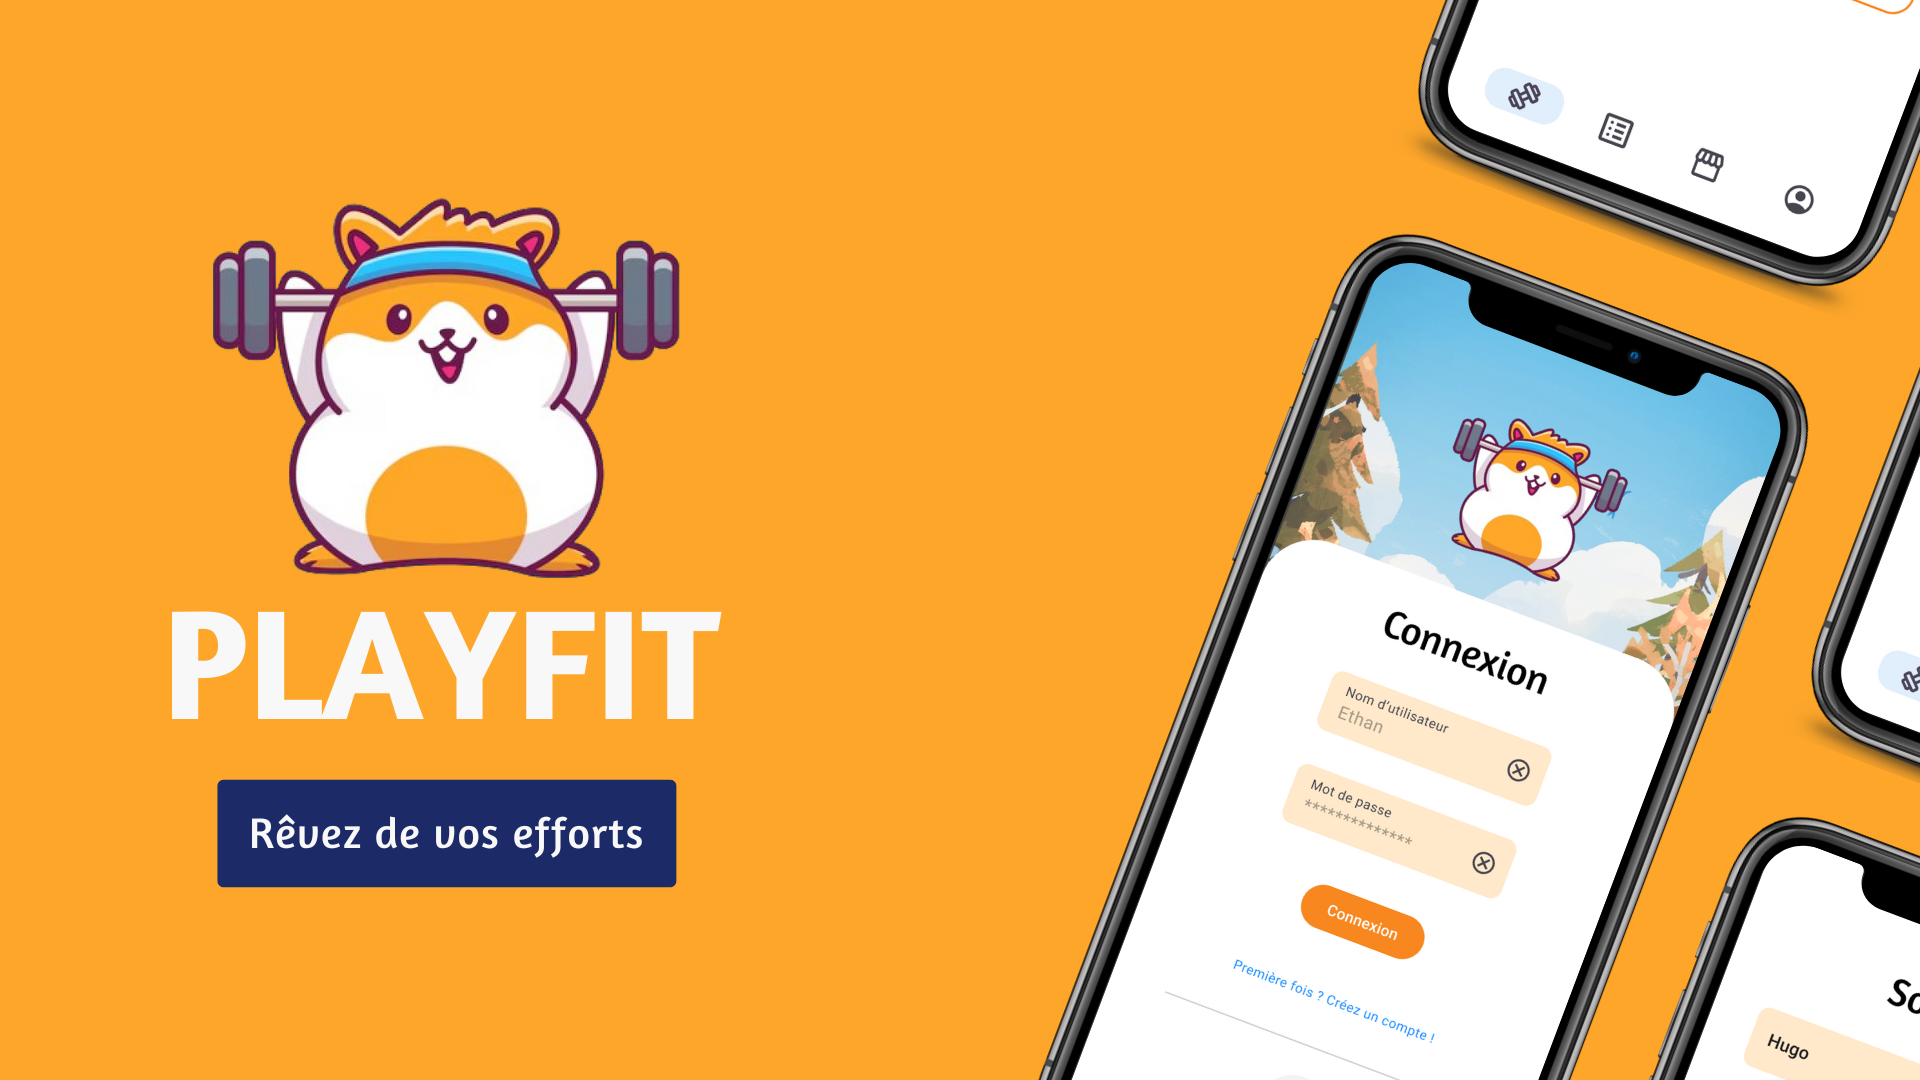 PLAYFIT
Rêvez de vos efforts
Connexion
Nom d'utilisateur
Ethan
Mot de passe
**************
Connexion
Première fois ? Créez un compte !
Hugo